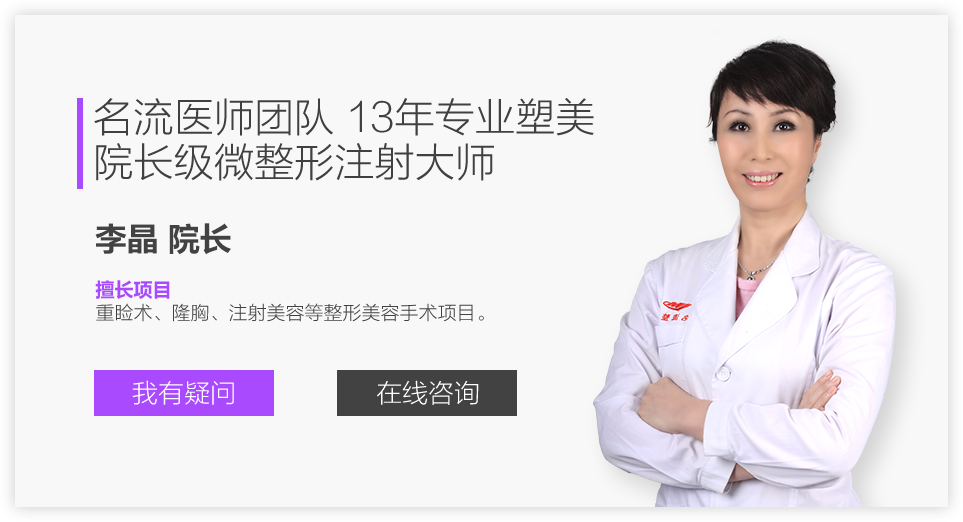 名流医师团队 13年专业塑美
院长级微整形注射大师
李晶 院长
擅长项目
重睑术、隆胸、注射美容等整形美容手术项目。
我有疑问
在线咨询